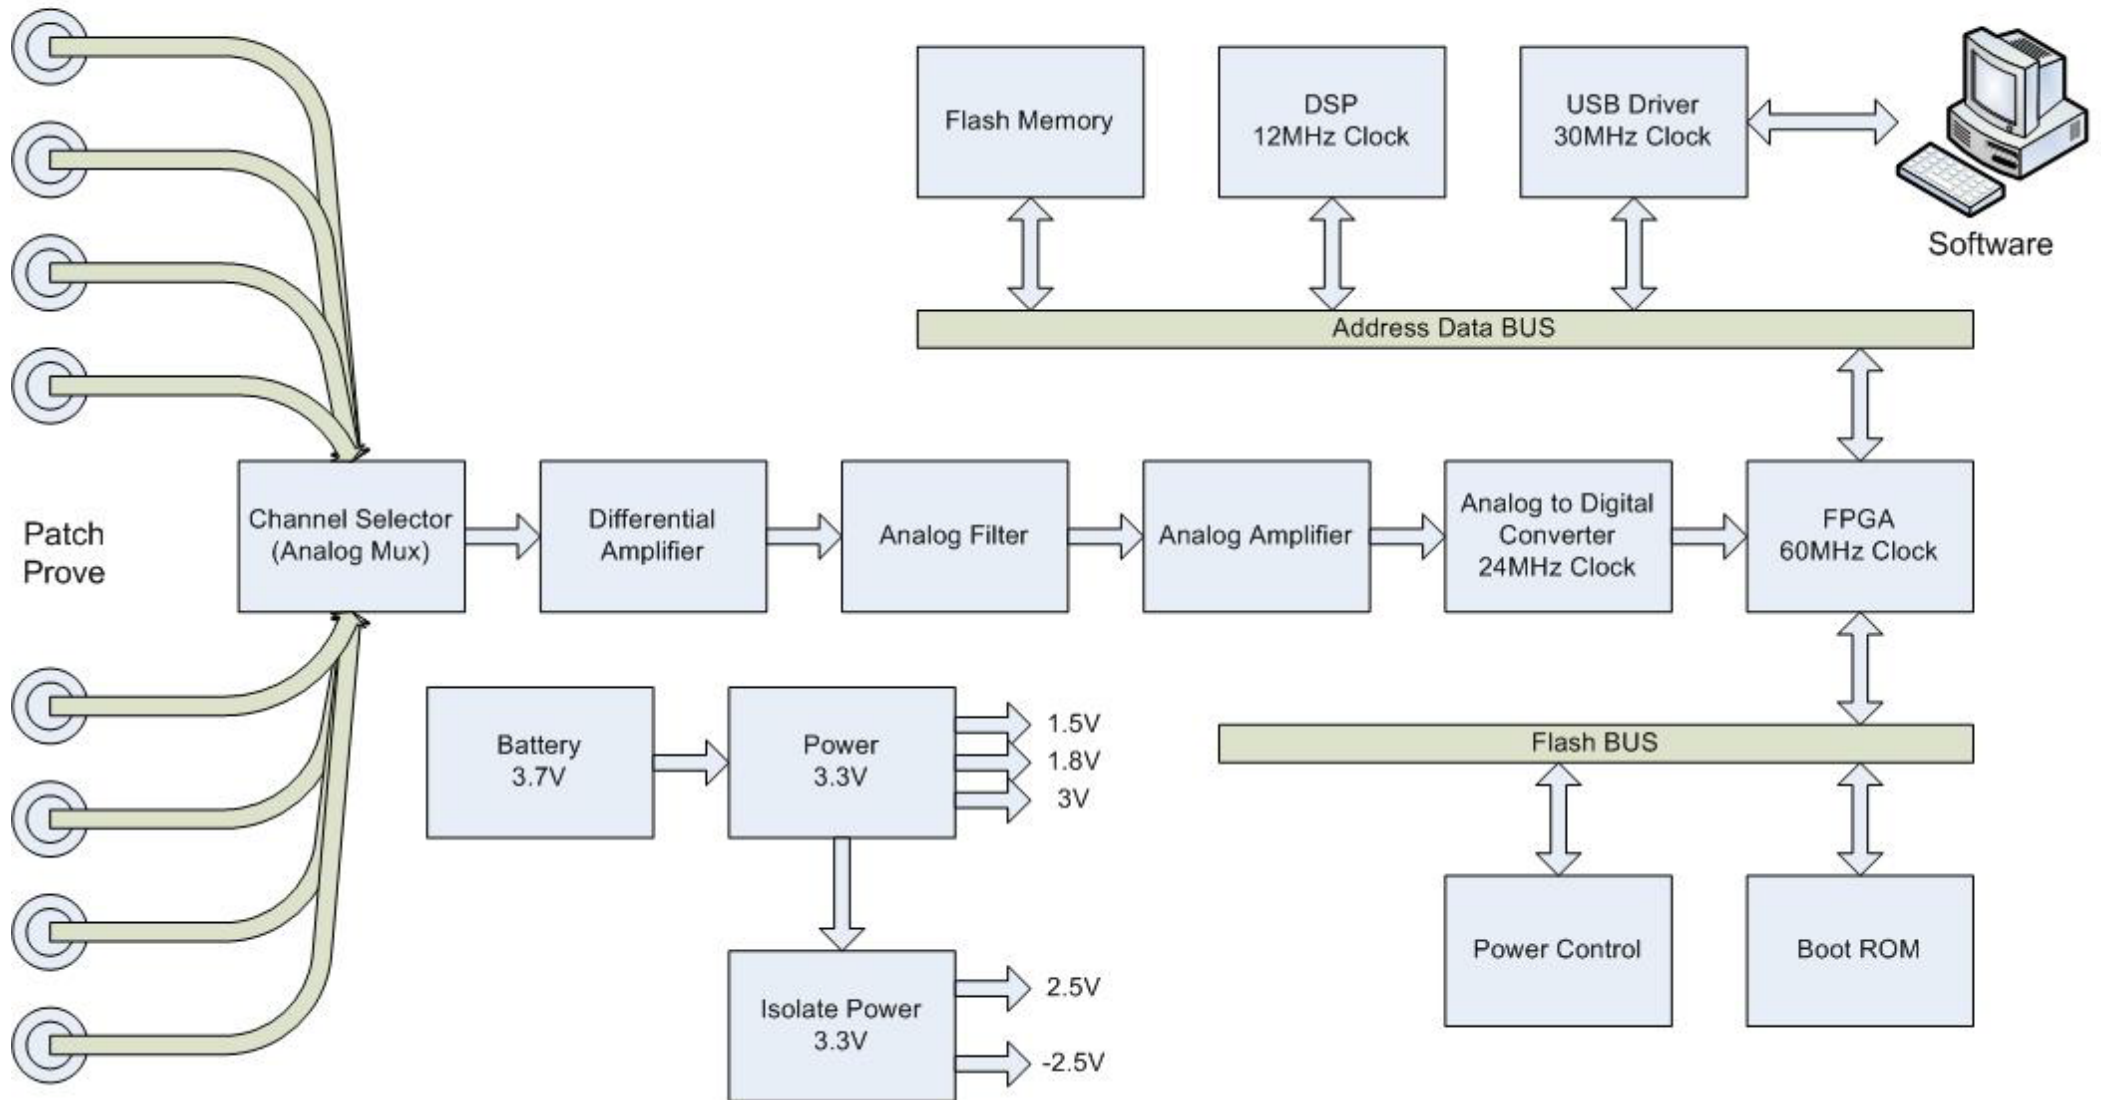 Flash Memory
DSP
12MHz Clock
USB Driver
30MHz Clock
Software
Address Data BUS
Patch
Prove
Channel Selector
(Analog Mux)
Differential
Amplifier
Analog Filter
Analog Amplifier
Analog to Digital
Converter
24MHz Clock
FPGA
60MHz Clock
Battery
3.7V
Power
3.3V
1.5V
1.8V
3V
Flash BUS
Isolate Power
3.3V
2.5V
-2.5V
Power Control
Boot ROM